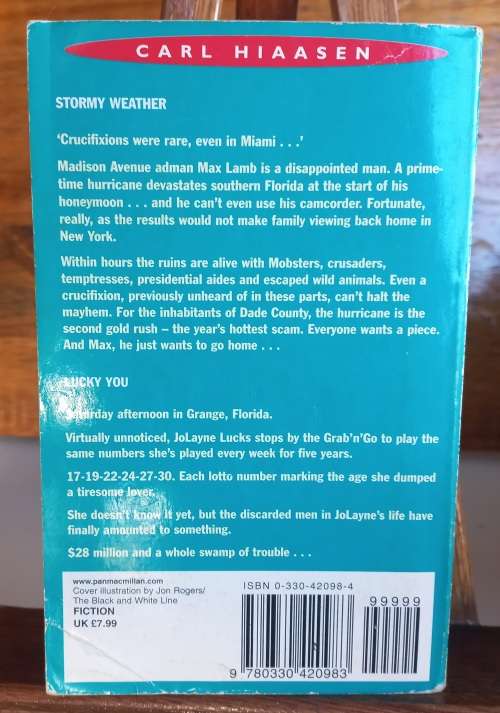 CARL HIAASEN
STORMY WEATHER
‘Crucifixions were rare, even in Miami . . .’
Madison Avenue adman Max Lamb is a disappointed man. A prime-
time hurricane devastates southern Florida at the start of his
honeymoon . . . and he can’t even use his camcorder. Fortunate,
really, as the results would not make family viewing back home in
New York.
Within hours the ruins are alive with Mobsters, crusaders,
temptresses, presidential aides and escaped wild animals. Even a
crucifixion, previously unheard of in these parts, can’t halt the
mayhem. For the inhabitants of Dade County, the hurricane is the
second gold rush – the year’s hottest scam. Everyone wants a piece.
And Max, he just wants to go home . . .
LUCKY YOU
Saturday afternoon in Grange, Florida.
Virtually unnoticed, JoLayne Lucks stops by the Grab’n’Go to play the
same numbers she’s played every week for five years.
17-19-22-24-27-30. Each lotto number marking the age she dumped
a tiresome lover.
She doesn’t know it yet, but the discarded men in JoLayne’s life have
finally amounted to something.
$28 million and a whole swamp of trouble . . .
www.panmacmillan.com
Cover illustration by Jon Rogers/
The Black and White Line
FICTION
UK £7.99
ISBN 0-330-42098-4
99999
9 780330 420983